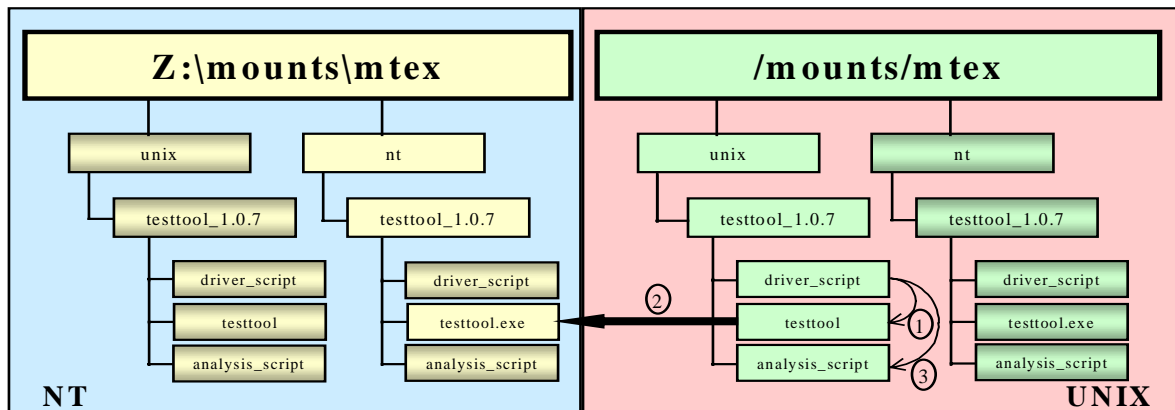 Z:\mounts\mtex
/mounts/mtex
unix
nt
unix
nt
testtool_1.0.7
testtool_1.0.7
testtool_1.0.7
testtool_1.0.7
driver_script
driver_script
driver_script
driver_script
2
testtool
testtool.exe
testtool
1
testtool.exe
analysis_script
analysis_script
analysis_script
3
analysis_script
NT
UNIX